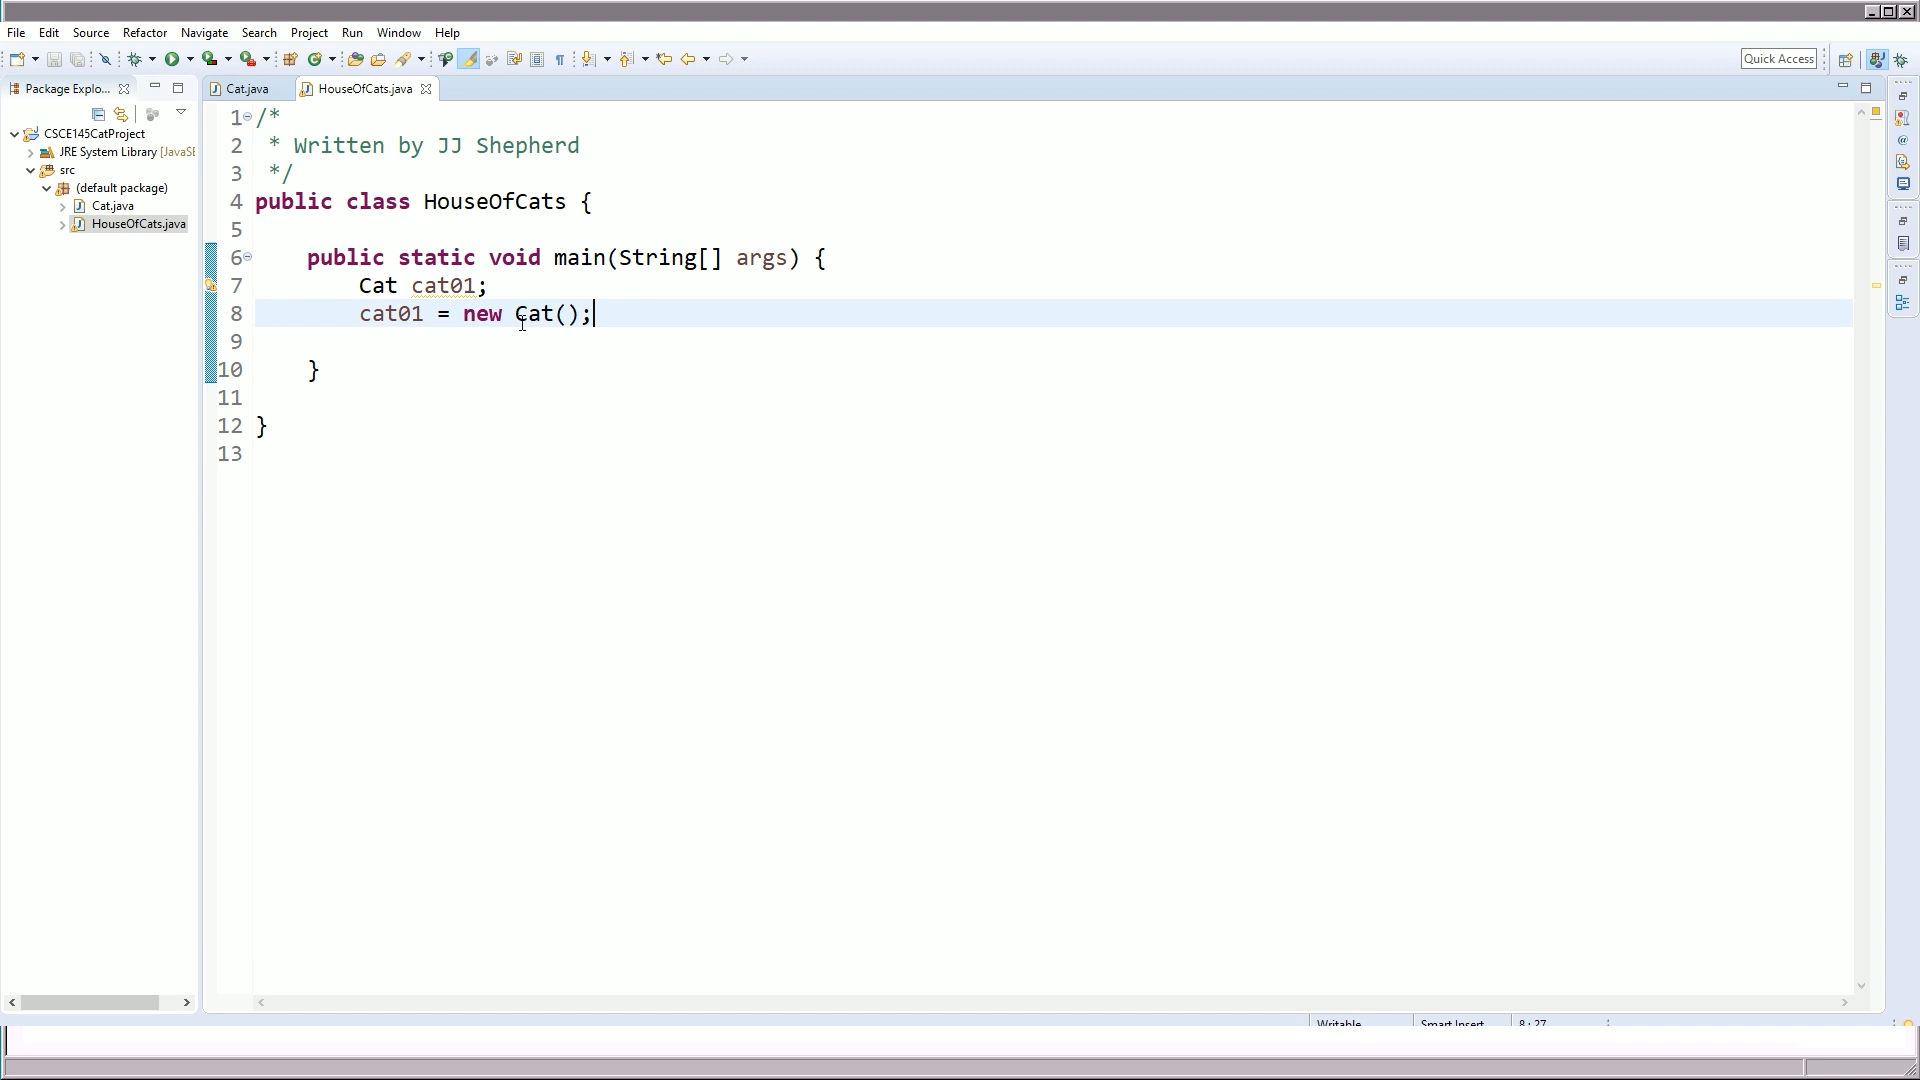 File Edit Source Refactor Navigate Search Project Run Window Help
Quick Access
Package Explo...
Cat.java
HouseOfCats.java
CSCE145CatProject
JRE System Library [JavaSE
src
(default package)
Cat.java
HouseOfCats.java
1 /*
2 * Written by JJ Shepherd
3 */
4 public class HouseOfCats {
5
6 public static void main(String[] args) {
7 Cat cat01;
8 cat01 = new Cat();
9
10 }
11
12 }
13
Writable Smart Insert 8 : 27